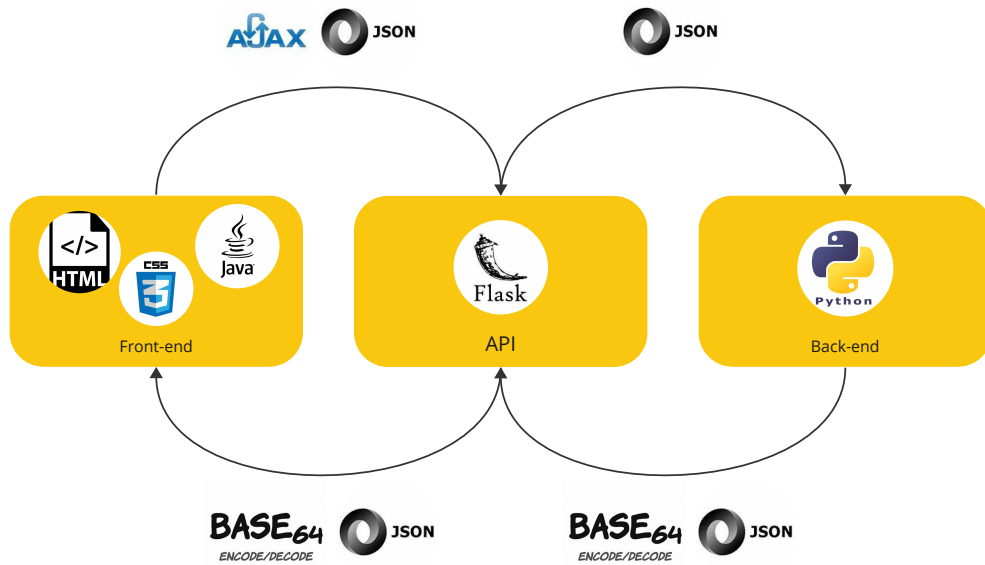 AJAX
JSON
JSON
</>
HTML
CSS
3
Java
Front-end
Flask
API
Python
Back-end
BASE64
ENCODE/DECODE
JSON
BASE64
ENCODE/DECODE
JSON